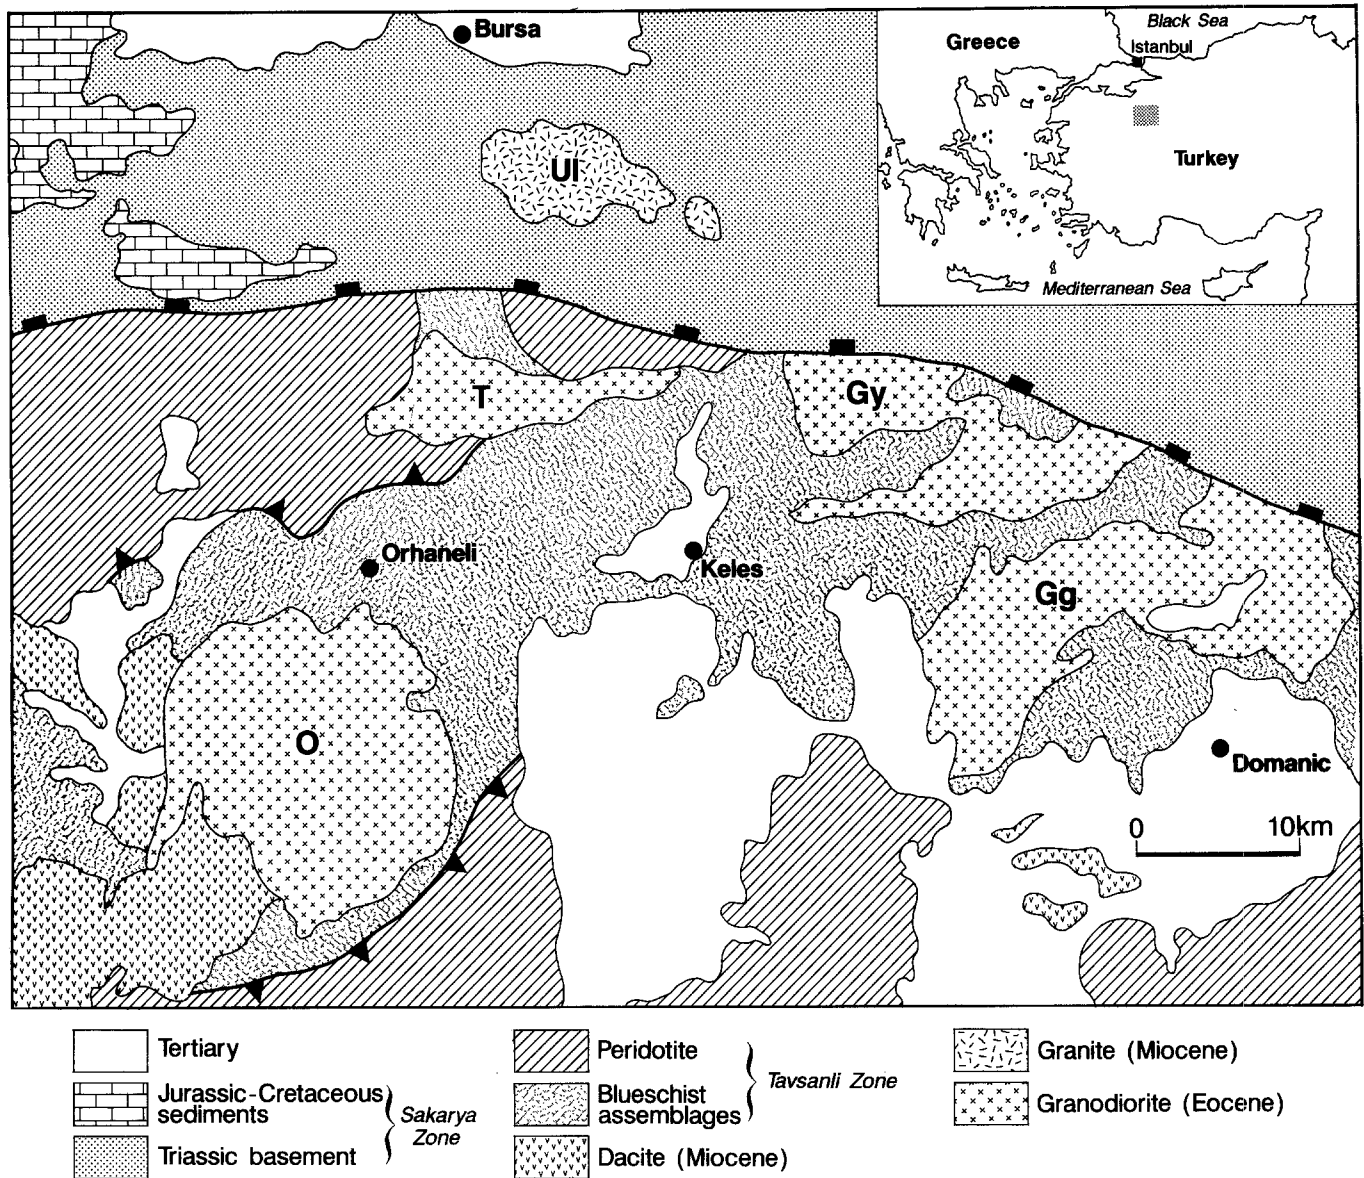 Bursa
Greece
Black Sea
Istanbul
Turkey
Mediterranean Sea
Ul
T
Gy
Orhaneli
Keles
Gg
O
Domanic
0 10km
Tertiary
Jurassic-Cretaceous
sediments
Sakarya
Zone
Triassic basement
Peridotite
Blueschist
assemblages
Tavsanli Zone
Dacite (Miocene)
Granite (Miocene)
Granodiorite (Eocene)